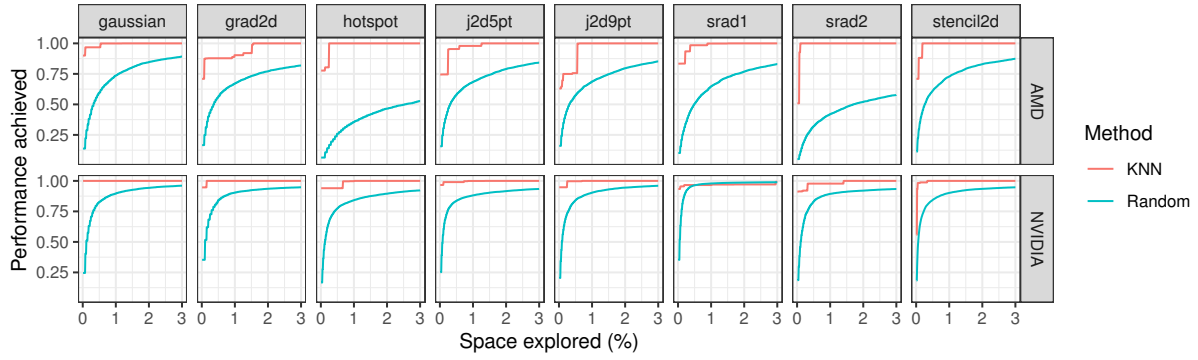 gaussian grad2d hotspot j2d5pt j2d9pt srad1 srad2 stencil2d
Performance achieved
1.00
0.75
0.50
0.25
AMD
1.00
0.75
0.50
0.25
NVIDIA
0 1 2 3 0 1 2 3 0 1 2 3 0 1 2 3 0 1 2 3 0 1 2 3 0 1 2 3 0 1 2 3
Space explored (%)
Method
KNN
Random